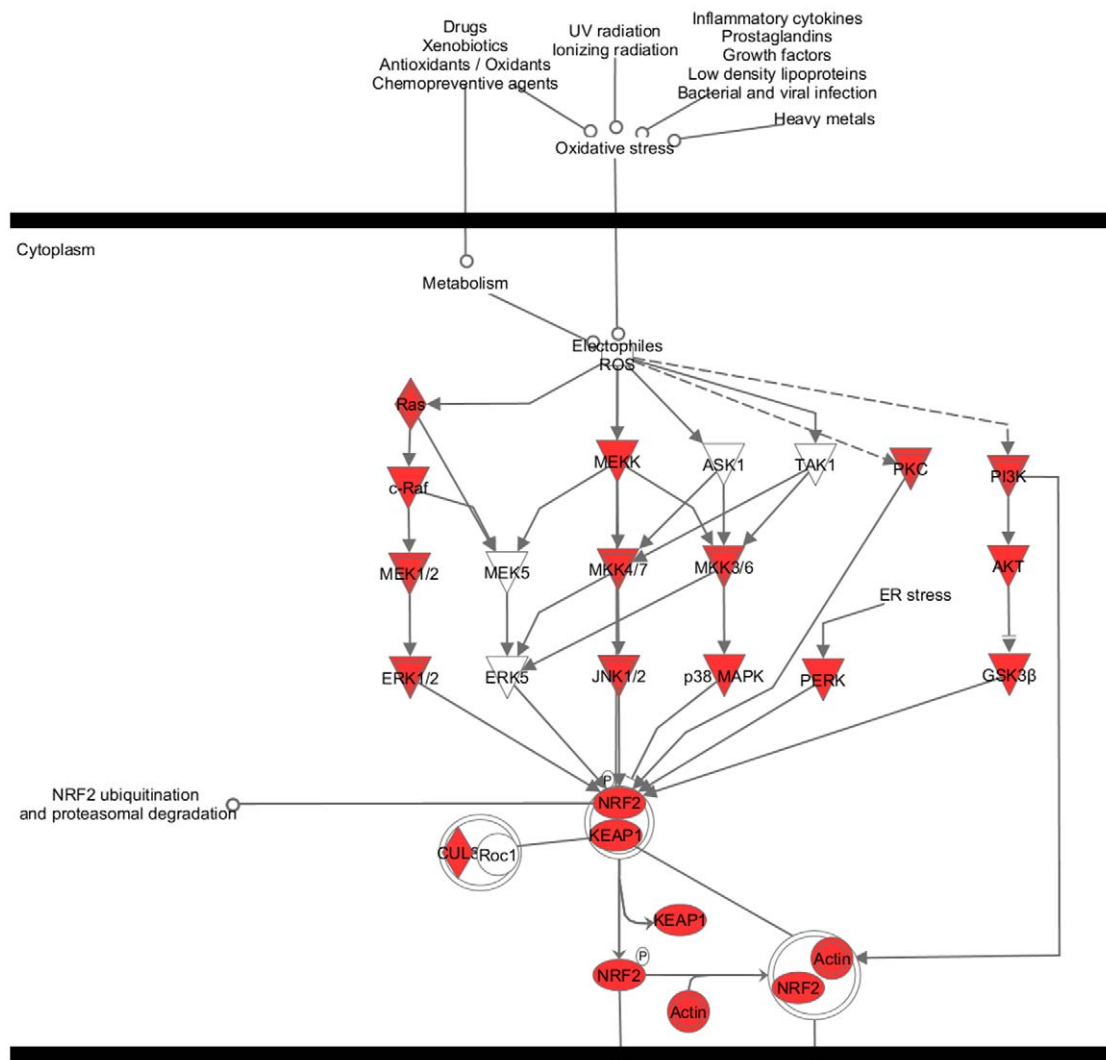 Drugs
Xenobiotics
Antioxidants / Oxidants
Chemopreventive agents
UV radiation
Ionizing radiation
Inflammatory cytokines
Prostaglandins
Growth factors
Low density lipoproteins
Bacterial and viral infection
Heavy metals
Oxidative stress
Cytoplasm
Metabolism
Electophiles
ROS
Ras
MEKK
ASK1
TAK1
PKC
PI3K
c-Raf
MEK1/2
MEK5
MKK4/7
MKK3/6
AKT
ER stress
ERK1/2
ERK5
JNK1/2
p38 MAPK
PERK
GSK3β
P
NRF2
KEAP1
NRF2 ubiquitination
and proteasomal degradation
CUL3
Roc1
KEAP1
P
NRF2
Actin
Actin
NRF2